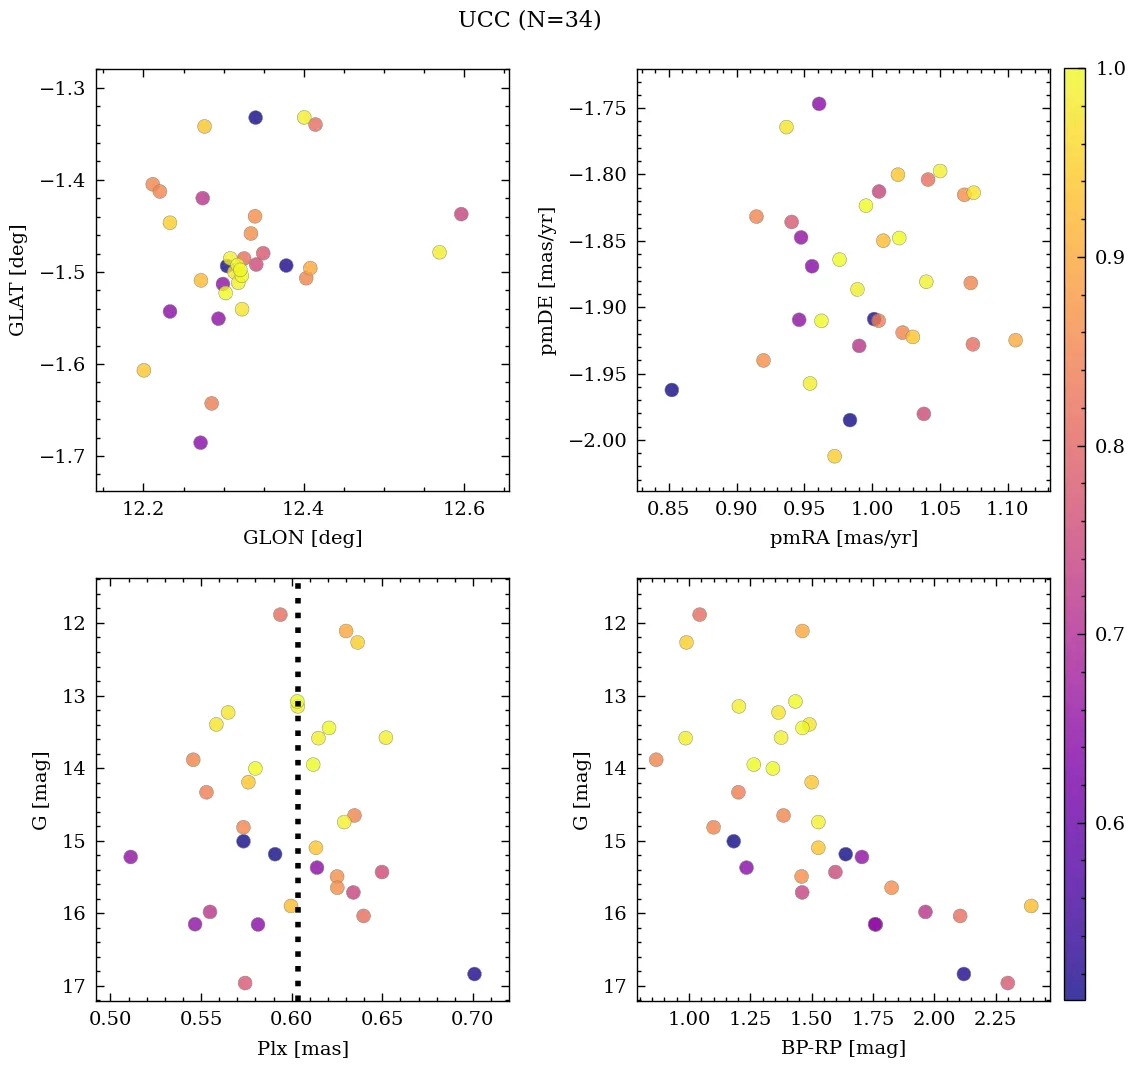 UCC (N=34)
−1.3
−1.4
−1.5
−1.6
−1.7
GLAT [deg]
12.2 12.4 12.6
GLON [deg]
−1.75
−1.80
−1.85
−1.90
−1.95
−2.00
pmDE [mas/yr]
0.85 0.90 0.95 1.00 1.05 1.10
pmRA [mas/yr]
12
13
14
15
16
17
G [mag]
0.50 0.55 0.60 0.65 0.70
Plx [mas]
12
13
14
15
16
17
G [mag]
1.00 1.25 1.50 1.75 2.00 2.25
BP-RP [mag]
1.0
0.9
0.8
0.7
0.6